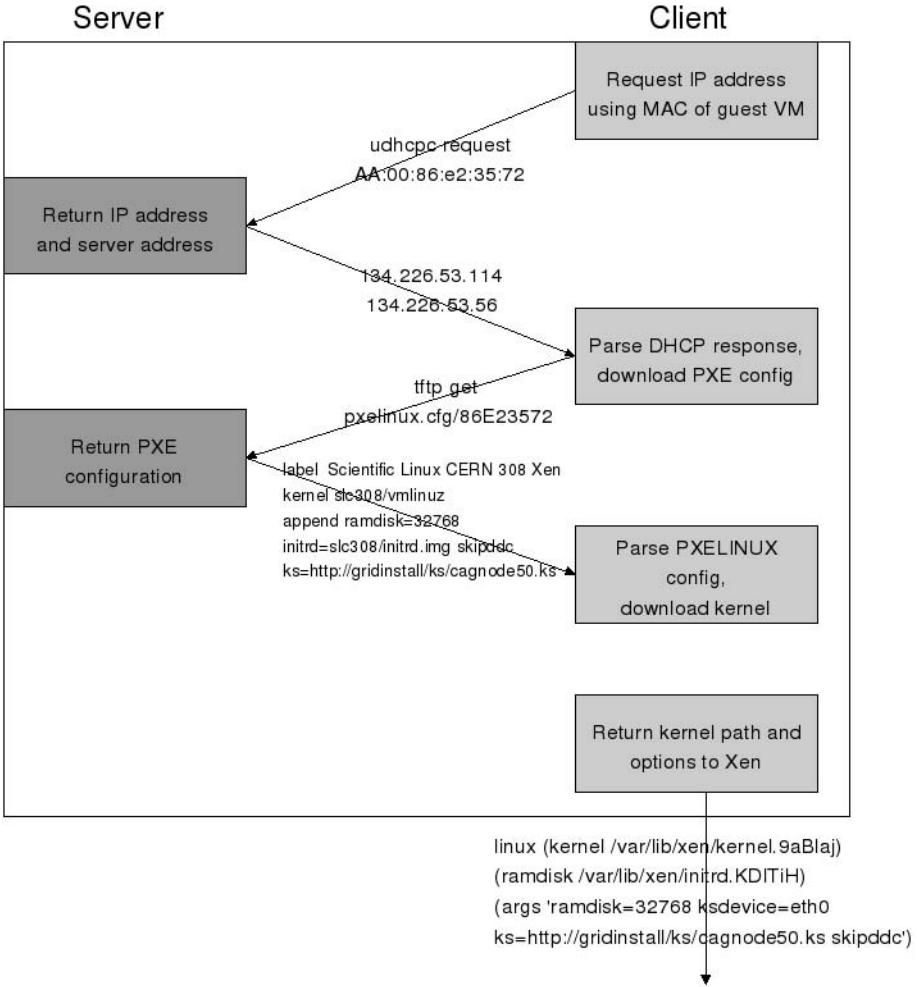 Server
Client
Request IP address
using MAC of guest VM
udhcpc request
AA:00:86:e2:35:72
Return IP address
and server address
134.226.53.114
134.226.53.56
Parse DHCP response,
download PXE config
tftp get
pxelinux.cfg/86E23572
Return PXE
configuration
label Scientific Linux CERN 308 Xen
kernel slc308/vmlinuz
append ramdisk=32768
initrd=slc308/initrd.img skipddc
ks=http://gridinstall/ks/cagnode50.ks
Parse PXELINUX
config,
download kernel
Return kernel path and
options to Xen
linux (kernel /var/lib/xen/kernel.9aBlaj)
(ramdisk /var/lib/xen/initrd.KDlTiH)
(args 'ramdisk=32768 ksdevice=eth0
ks=http://gridinstall/ks/cagnode50.ks skipddc')